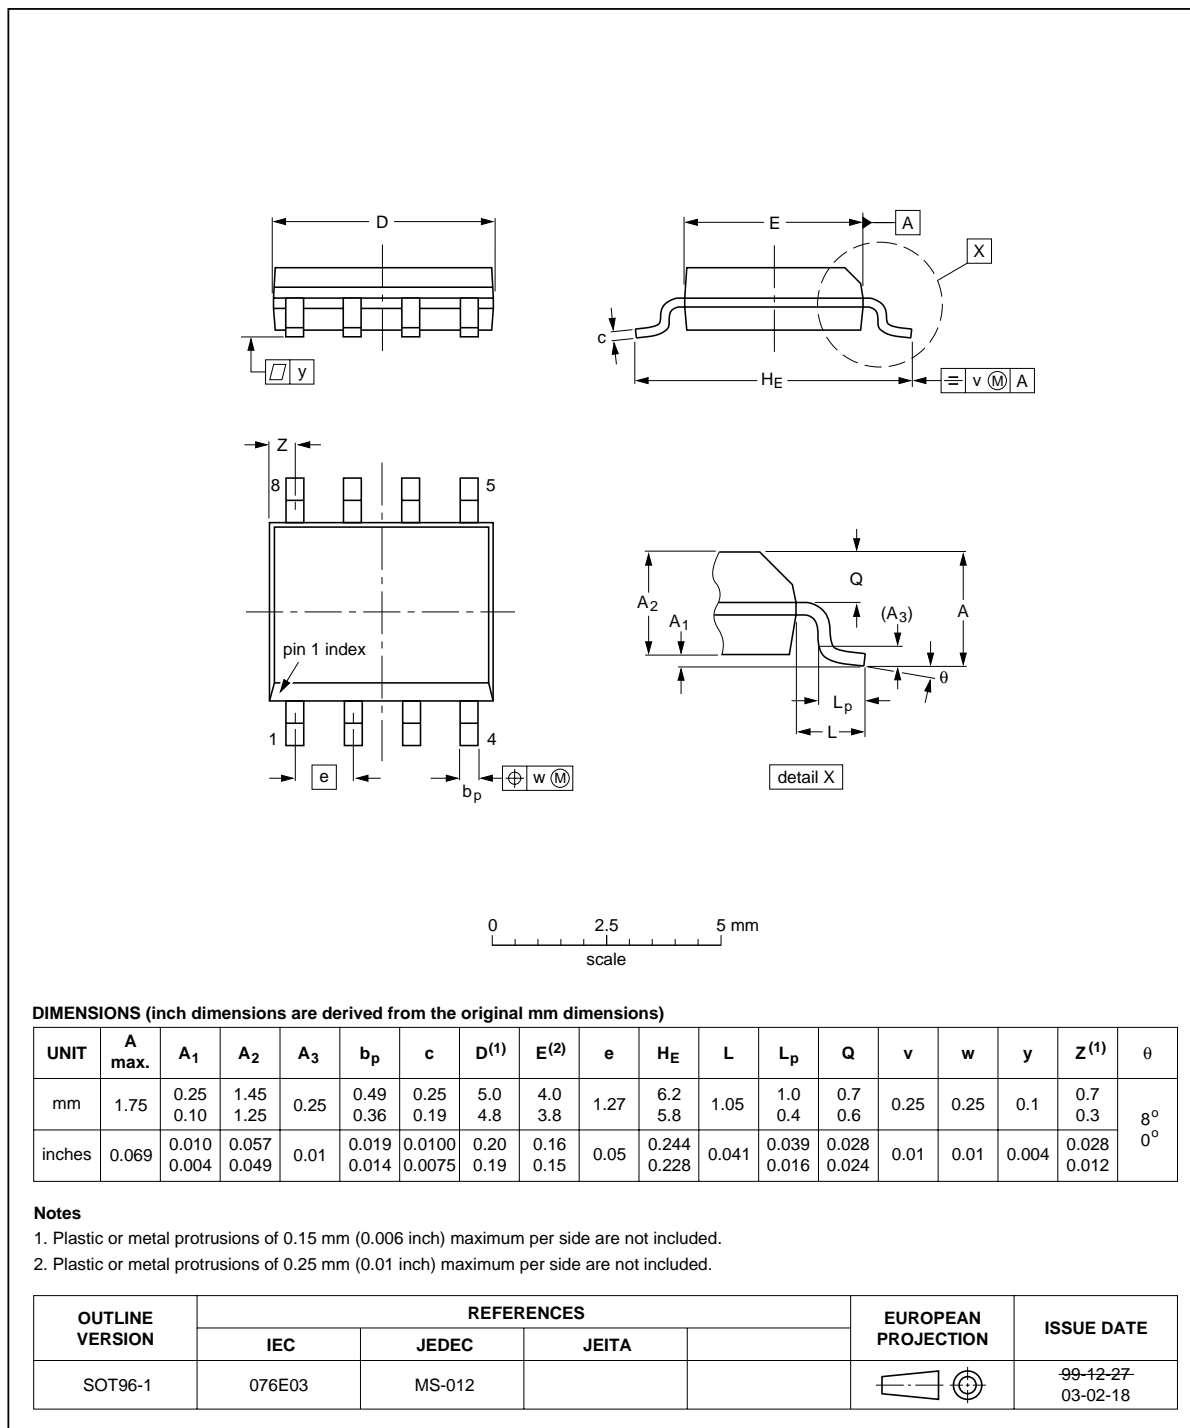 D
E
A
X
c
HE
y
v M A
Z
8
5
pin 1 index
1
4
e
bp
w M
A2
A1
Q
(A3)
A
θ
Lp
L
detail X
0 2.5 5 mm
scale
DIMENSIONS (inch dimensions are derived from the original mm dimensions)
UNIT A max. A1 A2 A3 bp c D(1) E(2) e HE L Lp Q v w y Z(1) θ
mm 1.75 0.25 0.10 1.45 1.25 0.25 0.49 0.36 0.25 0.19 5.0 4.8 4.0 3.8 1.27 6.2 5.8 1.05 1.0 0.4 0.7 0.6 0.25 0.25 0.1 0.7 0.3 8o 0o
inches 0.069 0.010 0.004 0.057 0.049 0.01 0.019 0.014 0.0100 0.0075 0.20 0.19 0.16 0.15 0.05 0.244 0.228 0.041 0.039 0.016 0.028 0.024 0.01 0.01 0.004 0.028 0.012
Notes
1. Plastic or metal protrusions of 0.15 mm (0.006 inch) maximum per side are not included.
2. Plastic or metal protrusions of 0.25 mm (0.01 inch) maximum per side are not included.
OUTLINE VERSION REFERENCES EUROPEAN PROJECTION ISSUE DATE
IEC JEDEC JEITA
SOT96-1 076E03 MS-012 99-12-27
03-02-18